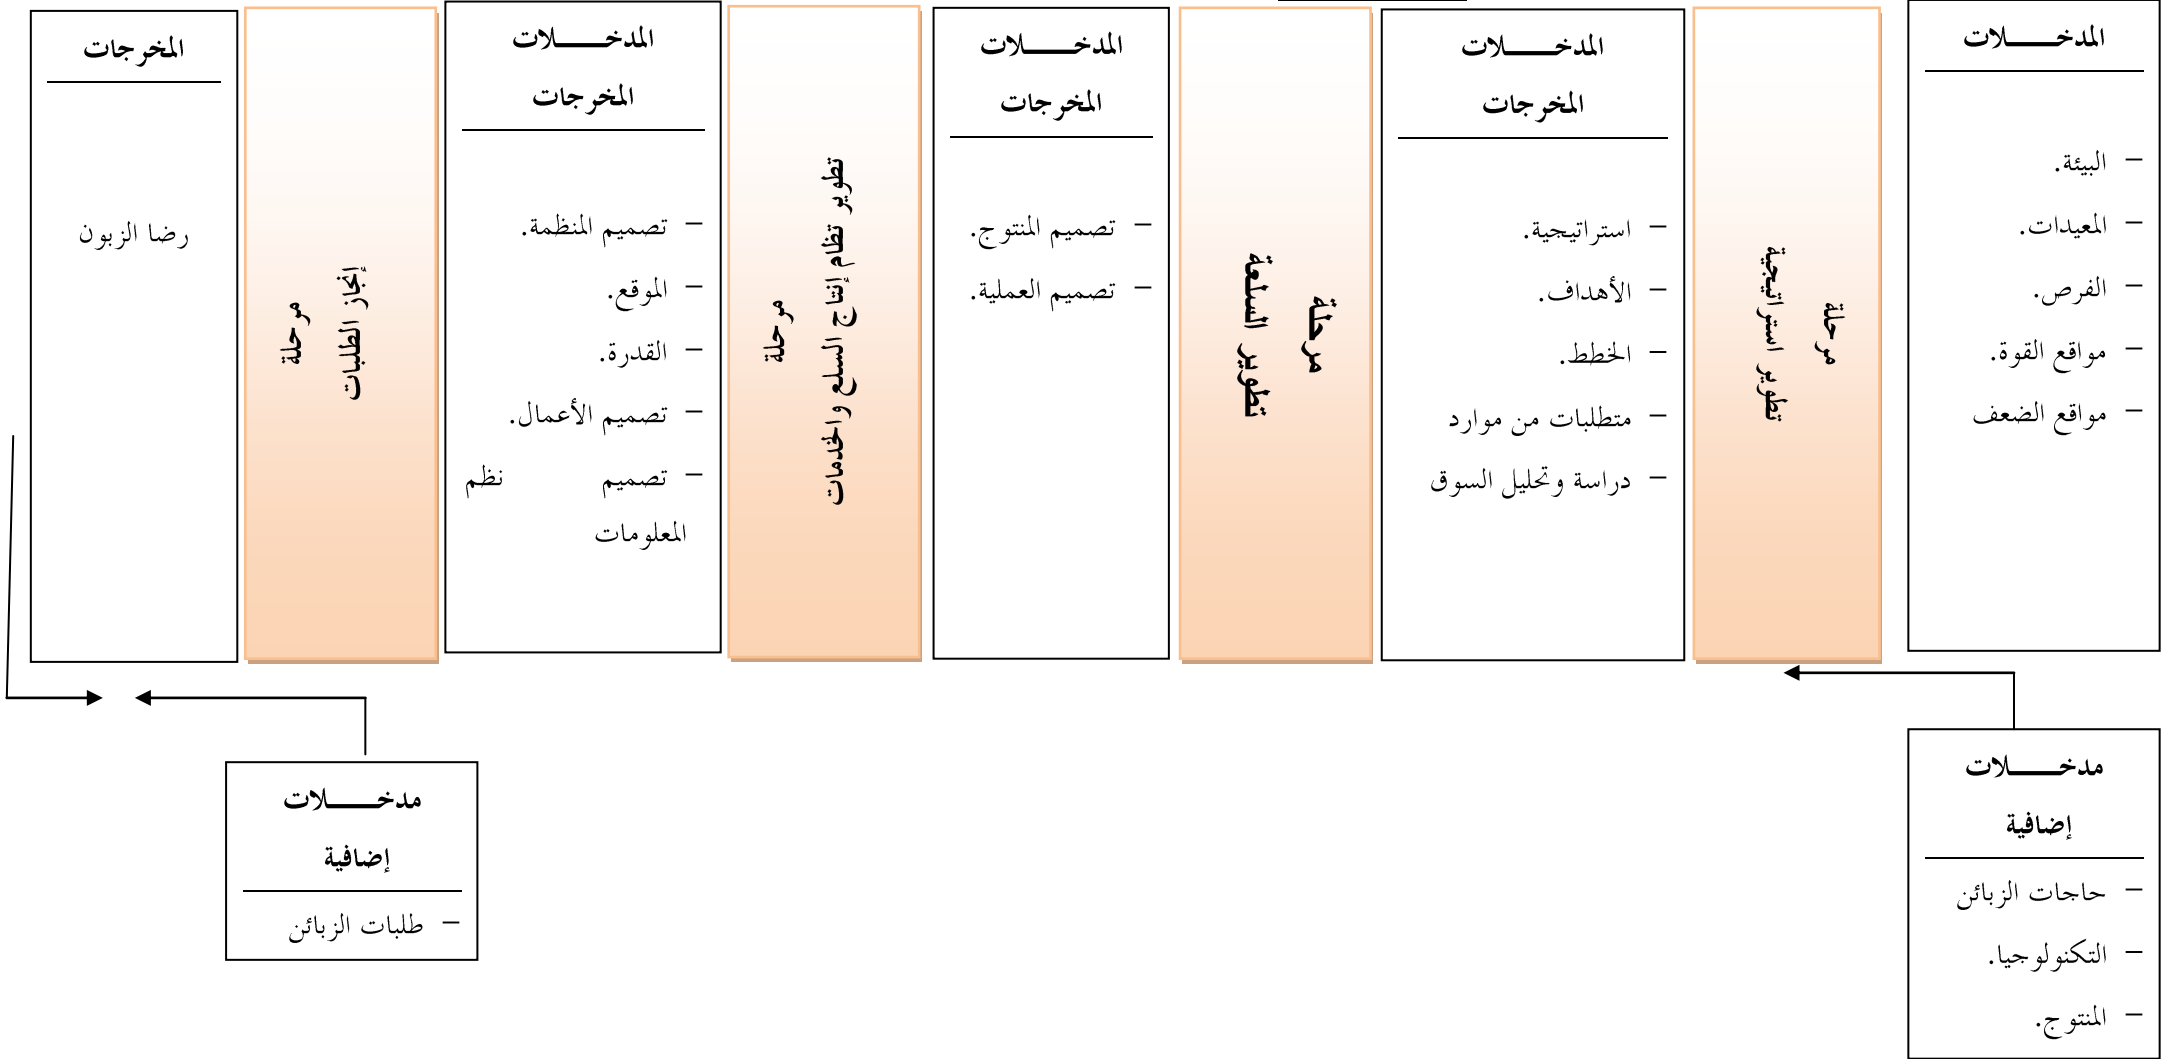 المدخـــــلات
– البيئة.
– المعيدات.
– الفرص.
– مواقع القوة.
– مواقع الضعف
مرحلة
تطوير استراتيجية
المدخـــــلات
المخرجات
– استراتيجية.
– الأهداف.
– الخطط.
– متطلبات من موارد
– دراسة وتحليل السوق
مرحلة
تطوير السلعة
المدخـــــلات
المخرجات
– تصميم المنتوج.
– تصميم العملية.
مرحلة
تطوير نظام إنتاج السلع والخدمات
المدخـــــلات
المخرجات
– تصميم المنظمة.
– الموقع.
– القدرة.
– تصميم الأعمال.
– تصميم نظم
المعلومات
مرحلة
إنجاز الطلبات
المخرجات
رضا الزبون
مدخـــــلات
إضافية
– حاجات الزبائن
– التكنولوجيا.
– المنتوج.
مدخـــــلات
إضافية
– طلبات الزبائن